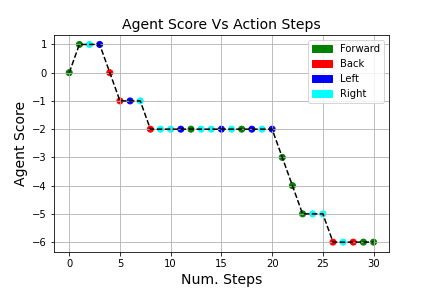 Agent Score Vs Action Steps
Agent Score
1
0
−1
−2
−3
−4
−5
−6
Forward
Back
Left
Right
0 5 10 15 20 25 30
Num. Steps